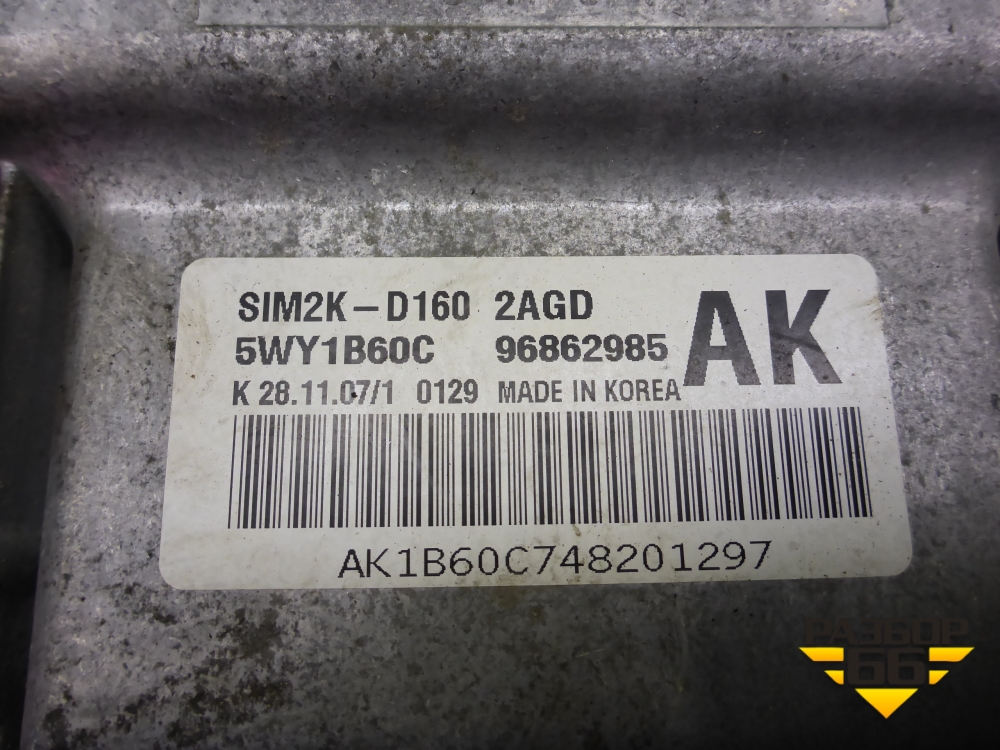 SIM2K-D160 2AGD
5WY1B60C 96862985 AK
K 28.11.07/1 0129 MADE IN KOREA
AK1B60C748201297
РАЗБОР
66